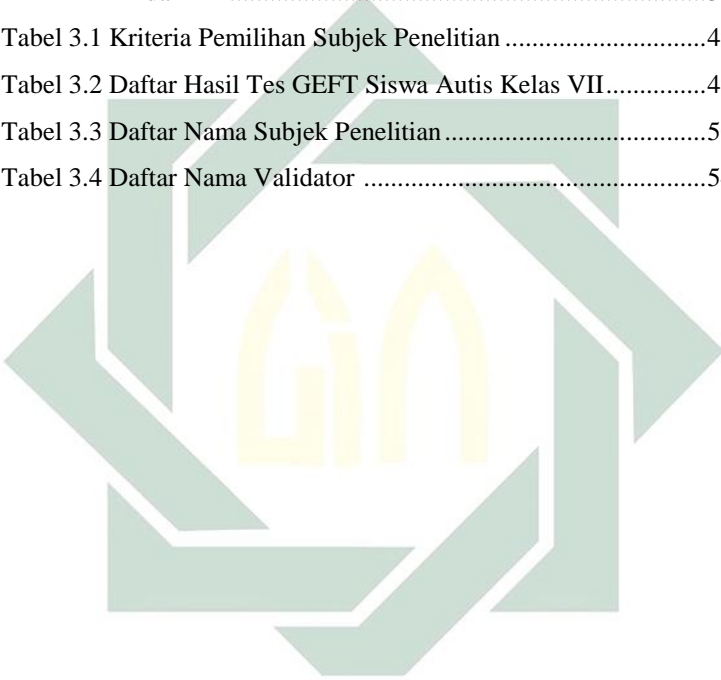 Tabel 3.1 Kriteria Pemilihan Subjek Penelitian ................................4
Tabel 3.2 Daftar Hasil Tes GEFT Siswa Autis Kelas VII...............4
Tabel 3.3 Daftar Nama Subjek Penelitian.........................................5
Tabel 3.4 Daftar Nama Validator ...................................................5